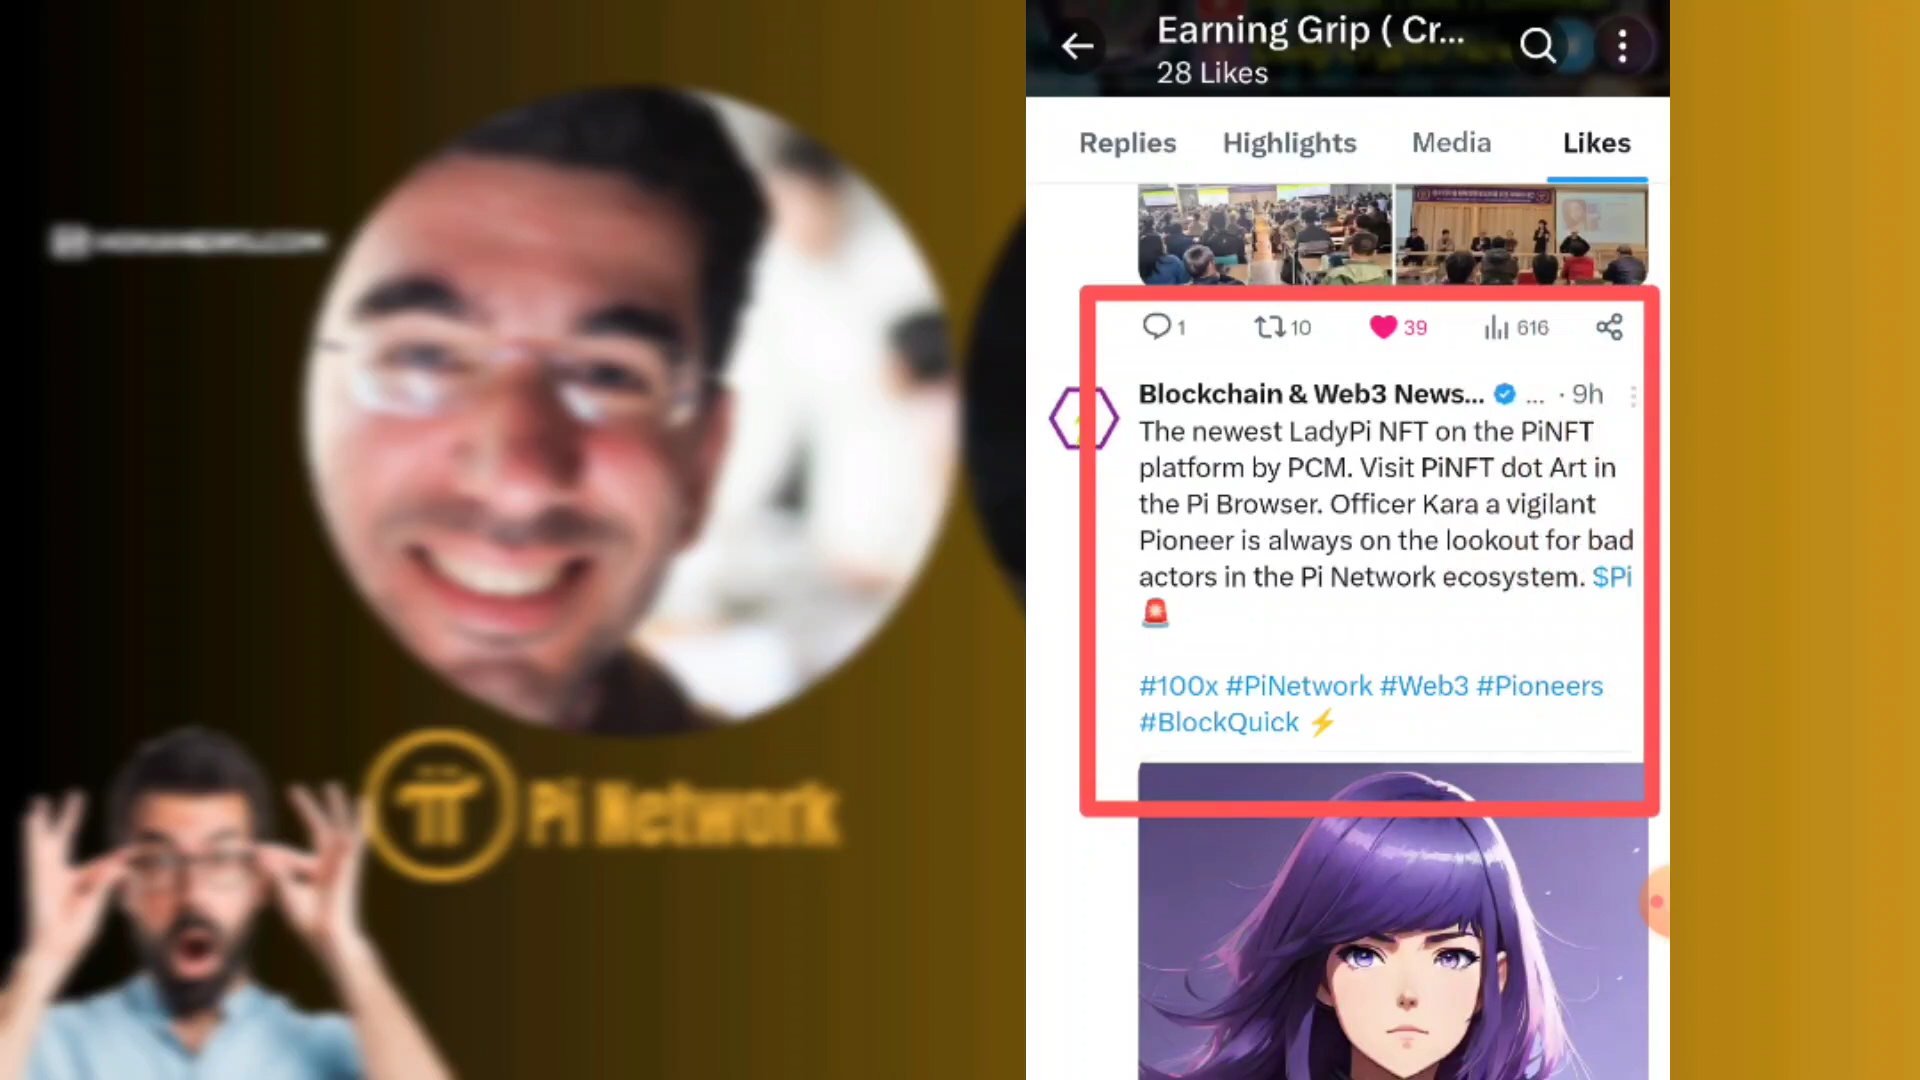 Pi Network
Earning Grip ( Cr...
28 Likes
Replies Highlights Media Likes
1 10 39 616
Blockchain & Web3 News... ... · 9h
The newest LadyPi NFT on the PiNFT
platform by PCM. Visit PiNFT dot Art in
the Pi Browser. Officer Kara a vigilant
Pioneer is always on the lookout for bad
actors in the Pi Network ecosystem. $Pi
🚨
#100x #PiNetwork #Web3 #Pioneers
#BlockQuick ⚡